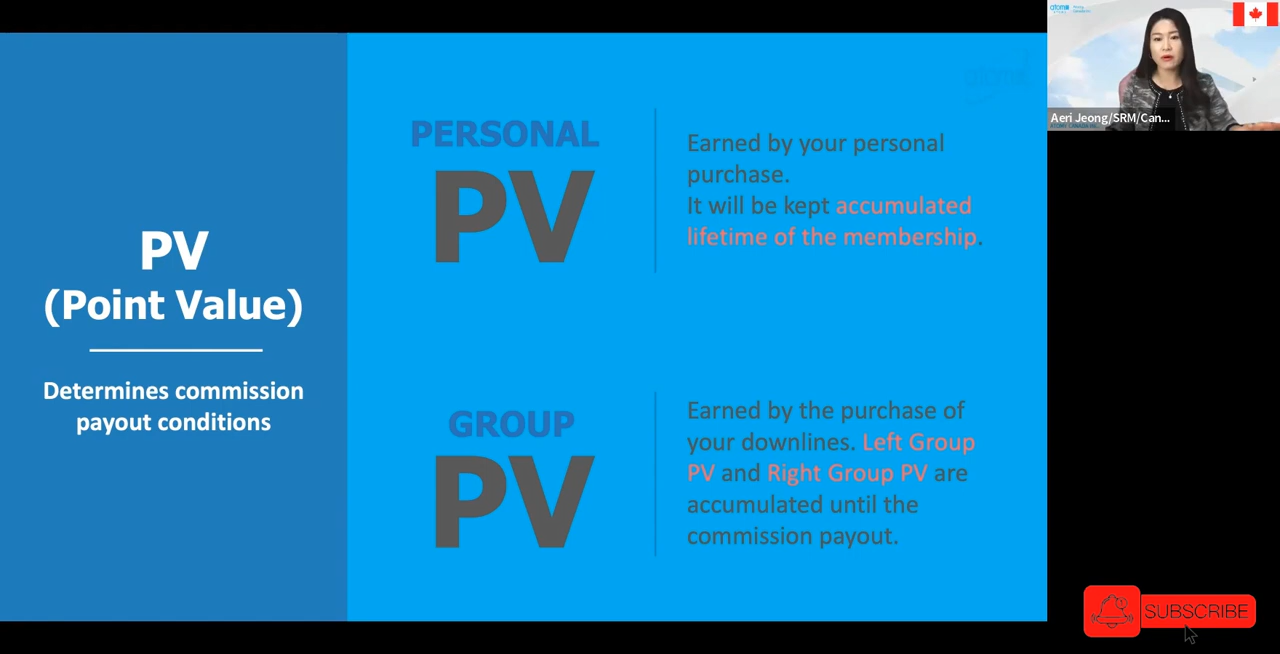 PV
(Point Value)
Determines commission
payout conditions
PERSONAL
PV
Earned by your personal
purchase.
It will be kept accumulated
lifetime of the membership.
GROUP
PV
Earned by the purchase of
your downlines. Left Group
PV and Right Group PV are
accumulated until the
commission payout.
atomy
Aeri Jeong/SRM/Can...
SUBSCRIBE